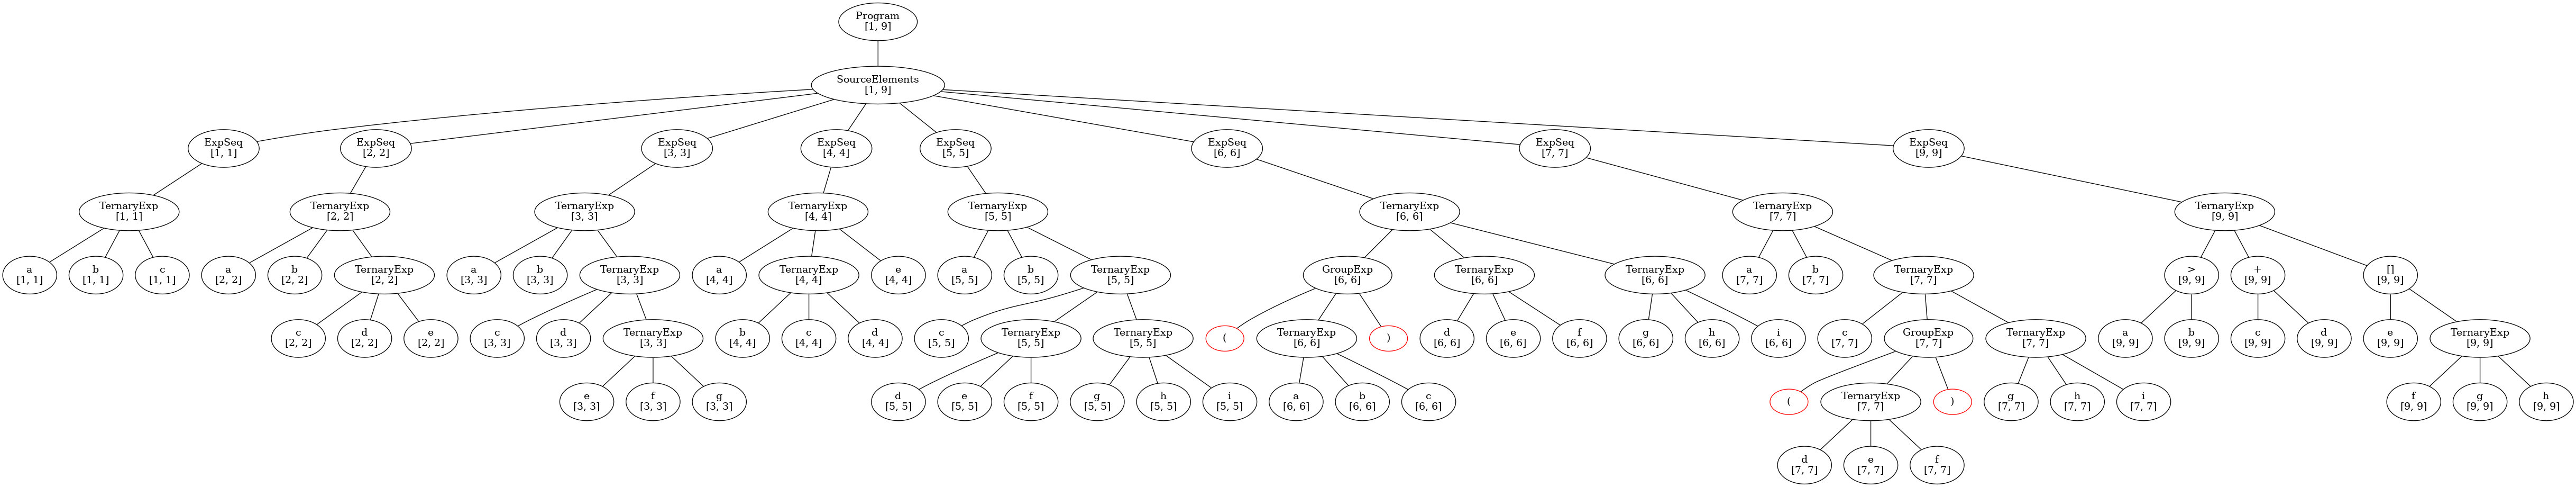 Program
[1, 9]
SourceElements
[1, 9]
ExpSeq
[1, 1]
ExpSeq
[2, 2]
ExpSeq
[3, 3]
ExpSeq
[4, 4]
ExpSeq
[5, 5]
ExpSeq
[6, 6]
ExpSeq
[7, 7]
ExpSeq
[9, 9]
TernaryExp
[1, 1]
TernaryExp
[2, 2]
TernaryExp
[3, 3]
TernaryExp
[4, 4]
TernaryExp
[5, 5]
TernaryExp
[6, 6]
TernaryExp
[7, 7]
TernaryExp
[9, 9]
a
[1, 1]
b
[1, 1]
c
[1, 1]
a
[2, 2]
b
[2, 2]
TernaryExp
[2, 2]
a
[3, 3]
b
[3, 3]
TernaryExp
[3, 3]
a
[4, 4]
TernaryExp
[4, 4]
e
[4, 4]
a
[5, 5]
b
[5, 5]
TernaryExp
[5, 5]
GroupExp
[6, 6]
TernaryExp
[6, 6]
TernaryExp
[6, 6]
a
[7, 7]
b
[7, 7]
TernaryExp
[7, 7]
>
[9, 9]
+
[9, 9]
[]
[9, 9]
c
[2, 2]
d
[2, 2]
e
[2, 2]
c
[3, 3]
d
[3, 3]
TernaryExp
[3, 3]
b
[4, 4]
c
[4, 4]
d
[4, 4]
c
[5, 5]
TernaryExp
[5, 5]
TernaryExp
[5, 5]
(
TernaryExp
[6, 6]
)
d
[6, 6]
e
[6, 6]
f
[6, 6]
g
[6, 6]
h
[6, 6]
i
[6, 6]
c
[7, 7]
GroupExp
[7, 7]
TernaryExp
[7, 7]
a
[9, 9]
b
[9, 9]
c
[9, 9]
d
[9, 9]
e
[9, 9]
TernaryExp
[9, 9]
e
[3, 3]
f
[3, 3]
g
[3, 3]
d
[5, 5]
e
[5, 5]
f
[5, 5]
g
[5, 5]
h
[5, 5]
i
[5, 5]
a
[6, 6]
b
[6, 6]
c
[6, 6]
(
TernaryExp
[7, 7]
)
g
[7, 7]
h
[7, 7]
i
[7, 7]
f
[9, 9]
g
[9, 9]
h
[9, 9]
d
[7, 7]
e
[7, 7]
f
[7, 7]